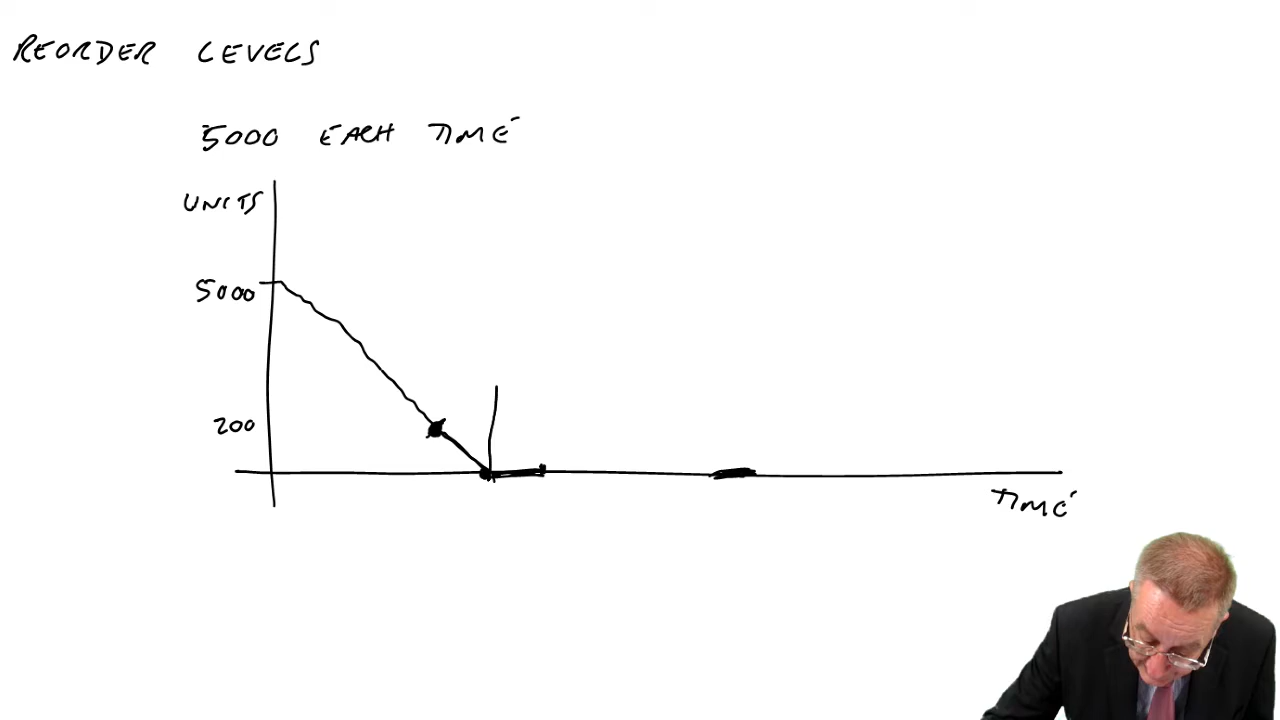 REORDER LEVELS
5000 EACH TIME
UNITS
5000
200
TIME